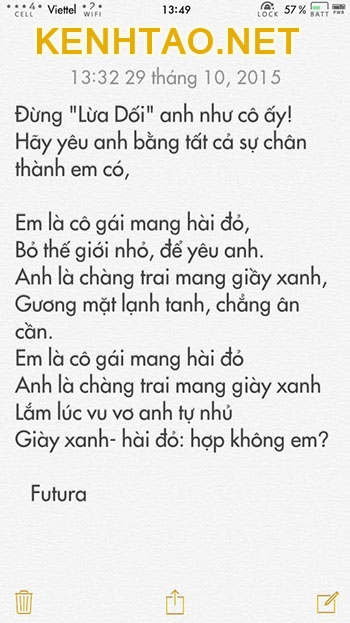 4 Viettel ? 13:49 57 %
CELL WIFI LOCK BATT PWR
KENHTAO.NET
13:32 29 tháng 10, 2015
Đừng "Lừa Dối" anh như cô ấy!
Hãy yêu anh bằng tất cả sự chân
thành em có,
Em là cô gái mang hài đỏ,
Bỏ thế giới nhỏ, để yêu anh.
Anh là chàng trai mang giầy xanh,
Gương mặt lạnh tanh, chẳng ân
cần.
Em là cô gái mang hài đỏ
Anh là chàng trai mang giày xanh
Lắm lúc vu vơ anh tự nhủ
Giày xanh- hài đỏ: hợp không em?
Futura